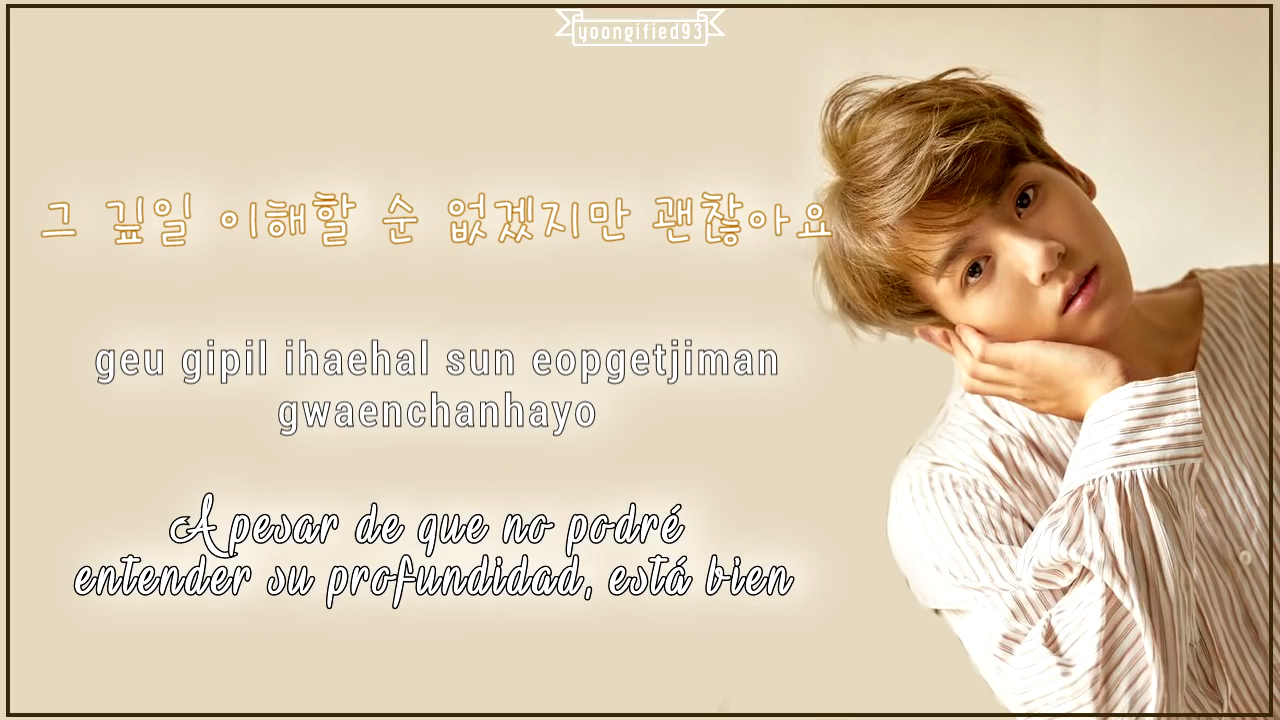 yoongified93
그 깊일 이해할 순 없겠지만 괜찮아요
geu gipil ihaehal sun eopgetjiman
gwaenchanhayo
A pesar de que no podré
entender su profundidad, está bien